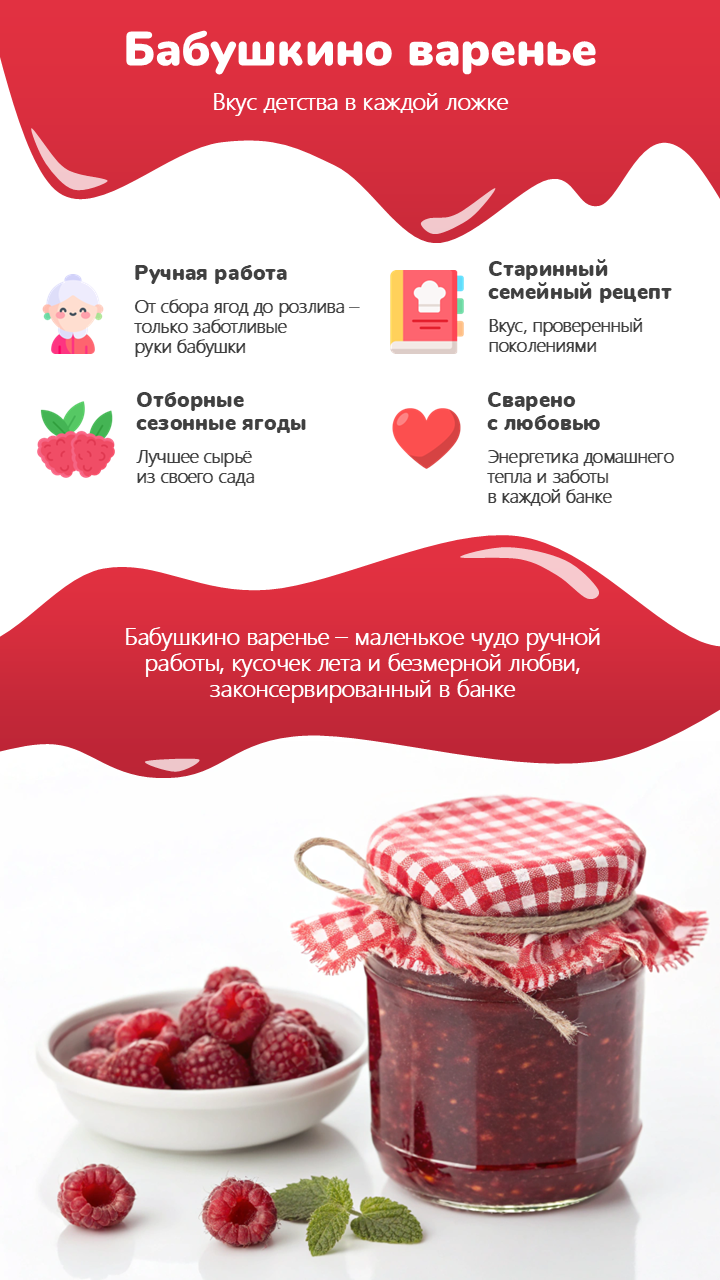 Бабушкино варенье
Вкус детства в каждой ложке
Ручная работа
От сбора ягод до розлива –
только заботливые
руки бабушки
Старинный
семейный рецепт
Вкус, проверенный
поколениями
Отборные
сезонные ягоды
Лучшее сырьё
из своего сада
Сварено
с любовью
Энергетика домашнего
тепла и заботы
в каждой банке
Бабушкино варенье – маленькое чудо ручной
работы, кусочек лета и безмерной любви,
законсервированный в банке